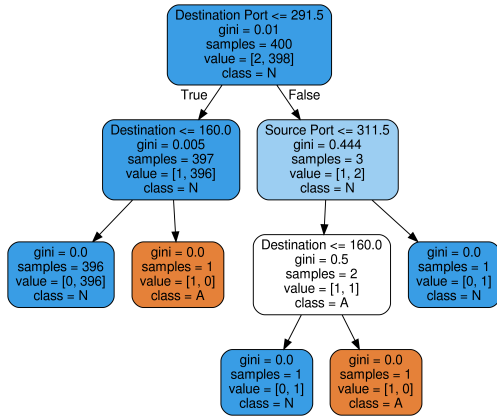 Destination Port <= 291.5
gini = 0.01
samples = 400
value = [2, 398]
class = N
True
False
Destination <= 160.0
gini = 0.005
samples = 397
value = [1, 396]
class = N
Source Port <= 311.5
gini = 0.444
samples = 3
value = [1, 2]
class = N
gini = 0.0
samples = 396
value = [0, 396]
class = N
gini = 0.0
samples = 1
value = [1, 0]
class = A
Destination <= 160.0
gini = 0.5
samples = 2
value = [1, 1]
class = A
gini = 0.0
samples = 1
value = [0, 1]
class = N
gini = 0.0
samples = 1
value = [0, 1]
class = N
gini = 0.0
samples = 1
value = [1, 0]
class = A